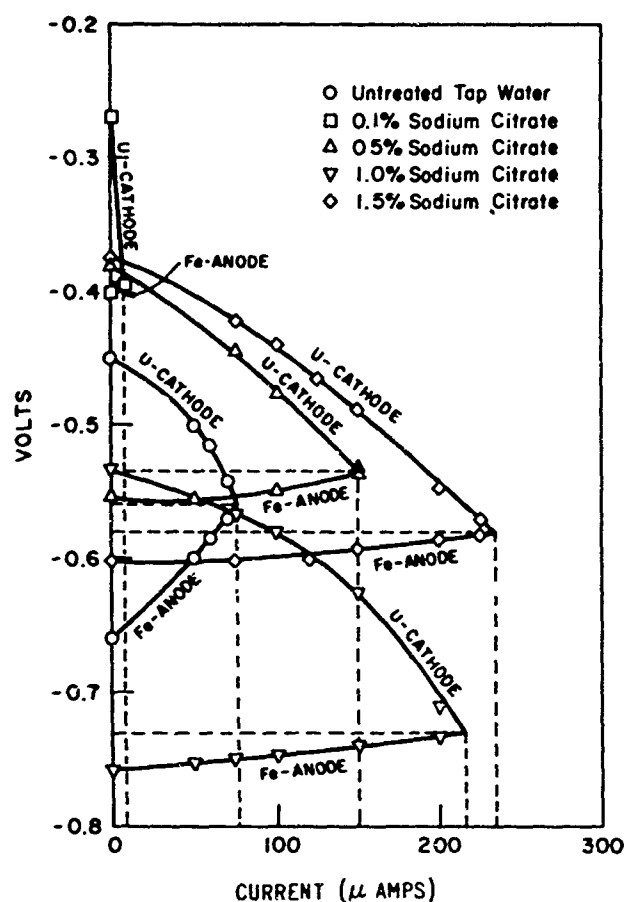 -0.2
-0.3
-0.4
-0.5
-0.6
-0.7
-0.8
VOLTS
Untreated Tap Water
0.1% Sodium Citrate
0.5% Sodium Citrate
1.0% Sodium Citrate
1.5% Sodium Citrate
UI-CATHODE
Fe-ANODE
U-CATHODE
U-CATHODE
U-CATHODE
Fe-ANODE
Fe-ANODE
Fe-ANODE
U-CATHODE
Fe-ANODE
0 100 200 300
CURRENT (μ AMPS)